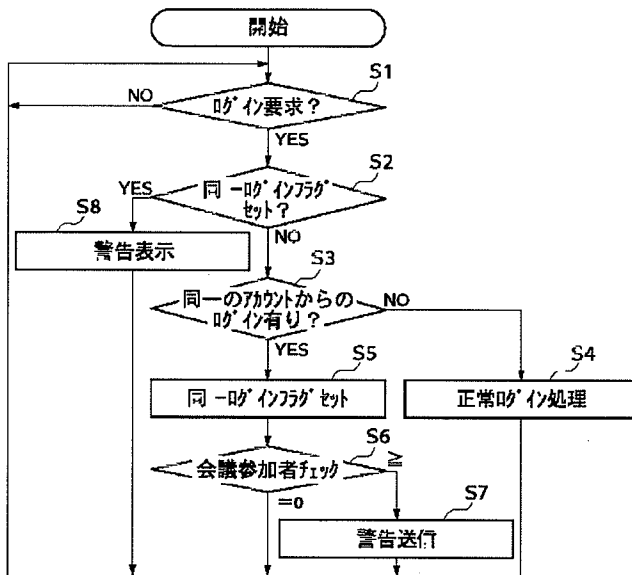 開始
S1
ログイン要求?
NO
YES
S2
同一ログインフラグ
セット?
YES
NO
S8
警告表示
S3
同一のアカウントからの
ログイン有り?
NO
YES
S5
同一ログインフラグセット
S4
正常ログイン処理
S6
会議参加者チェック
≧
=0
S7
警告送行